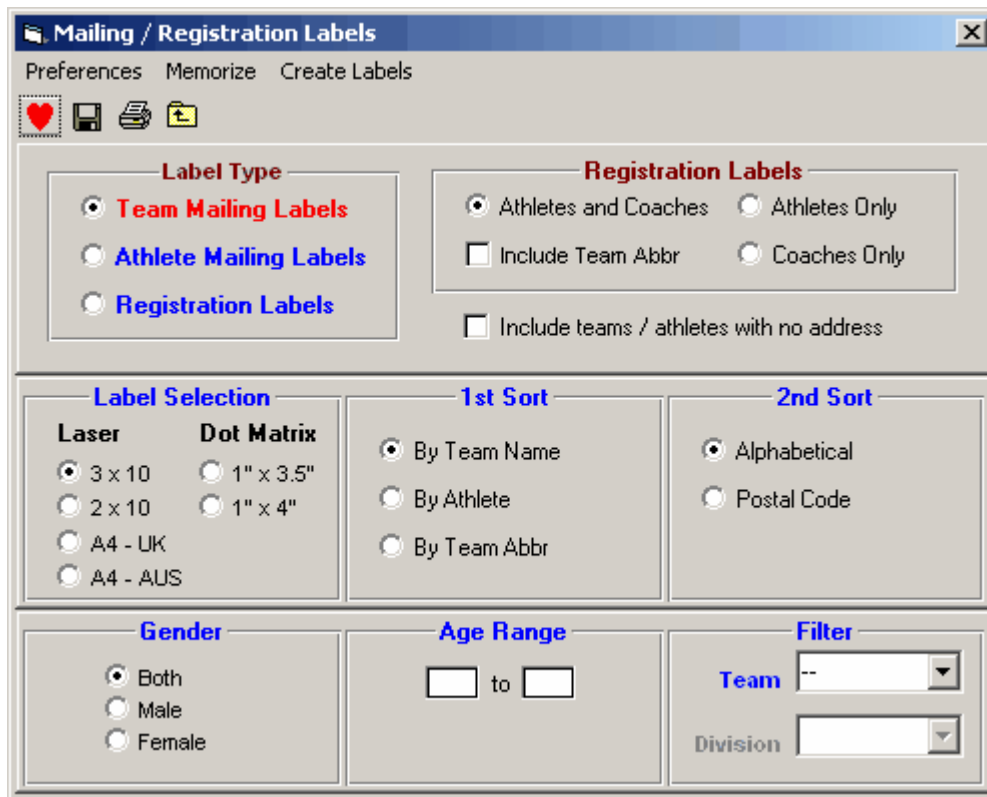 Mailing / Registration Labels
Preferences Memorize Create Labels
Label Type
Team Mailing Labels
Athlete Mailing Labels
Registration Labels
Registration Labels
Athletes and Coaches Athletes Only
Include Team Abbr Coaches Only
Include teams / athletes with no address
Label Selection
Laser Dot Matrix
3 x 10 1" x 3.5"
2 x 10 1" x 4"
A4 - UK
A4 - AUS
1st Sort
By Team Name
By Athlete
By Team Abbr
2nd Sort
Alphabetical
Postal Code
Gender
Both
Male
Female
Age Range
to
Filter
Team --
Division